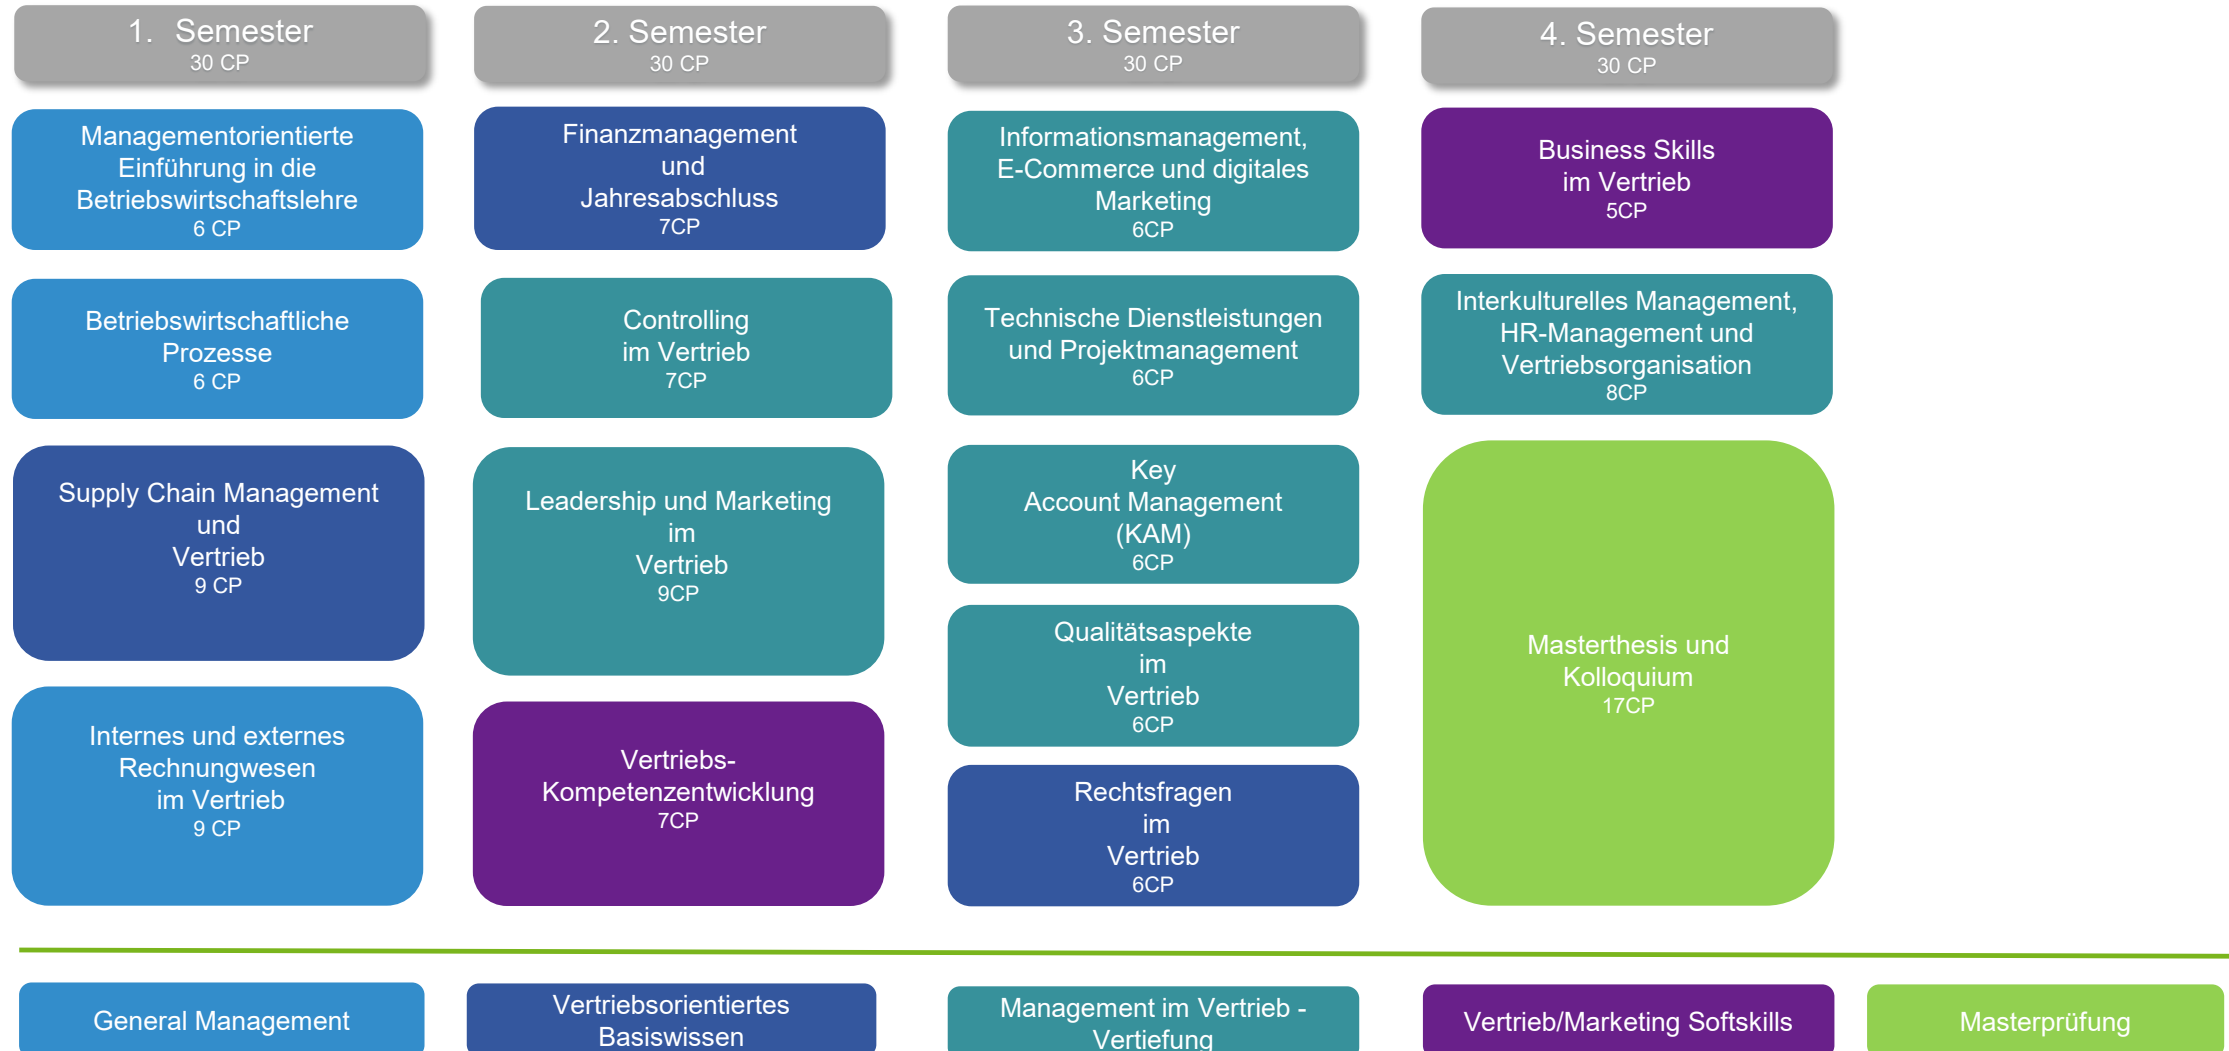 1. Semester
30 CP
Managementorientierte
Einführung in die
Betriebswirtschaftslehre
6 CP
Betriebswirtschaftliche
Prozesse
6 CP
Supply Chain Management
und
Vertrieb
9 CP
Internes und externes
Rechnungwesen
im Vertrieb
9 CP
2. Semester
30 CP
Finanzmanagement
und
Jahresabschluss
7CP
Controlling
im Vertrieb
7CP
Leadership und Marketing
im
Vertrieb
9CP
Vertriebs-
Kompetenzentwicklung
7CP
3. Semester
30 CP
Informationsmanagement,
E-Commerce und digitales
Marketing
6CP
Technische Dienstleistungen
und Projektmanagement
6CP
Key
Account Management
(KAM)
6CP
Qualitätsaspekte
im
Vertrieb
6CP
Rechtsfragen
im
Vertrieb
6CP
4. Semester
30 CP
Business Skills
im Vertrieb
5CP
Interkulturelles Management,
HR-Management und
Vertriebsorganisation
8CP
Masterthesis und
Kolloquium
17CP
General Management
Vertriebsorientiertes
Basiswissen
Management im Vertrieb -
Vertiefung
Vertrieb/Marketing Softskills
Masterprüfung